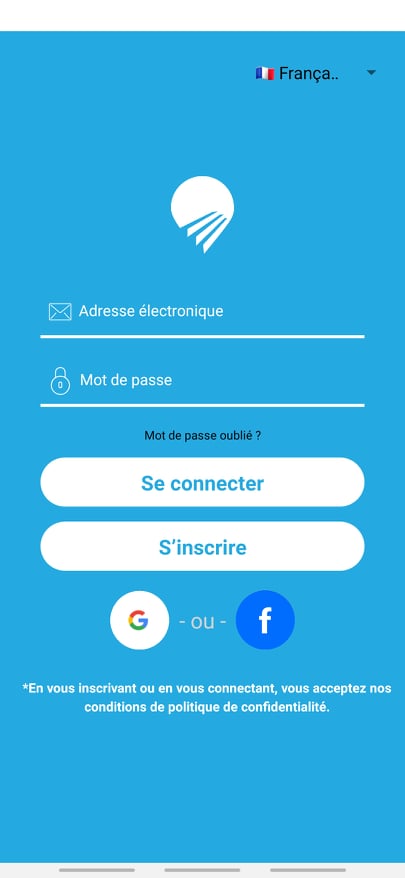 🇫🇷 França..
Adresse électronique
Mot de passe
Mot de passe oublié ?
Se connecter
S’inscrire
- ou -
*En vous inscrivant ou en vous connectant, vous acceptez nos
conditions de politique de confidentialité.